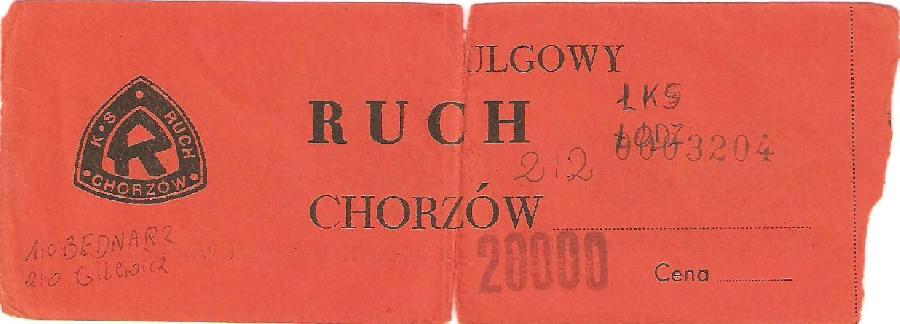 ULGOWY
RUCH
CHORZÓW
K·S RUCH
CHORZÓW
R
ŁKS
ŁÓDŹ
0003204
2:2
1:0 BEDNARZ
2:0 Gilewicz
20000
Cena